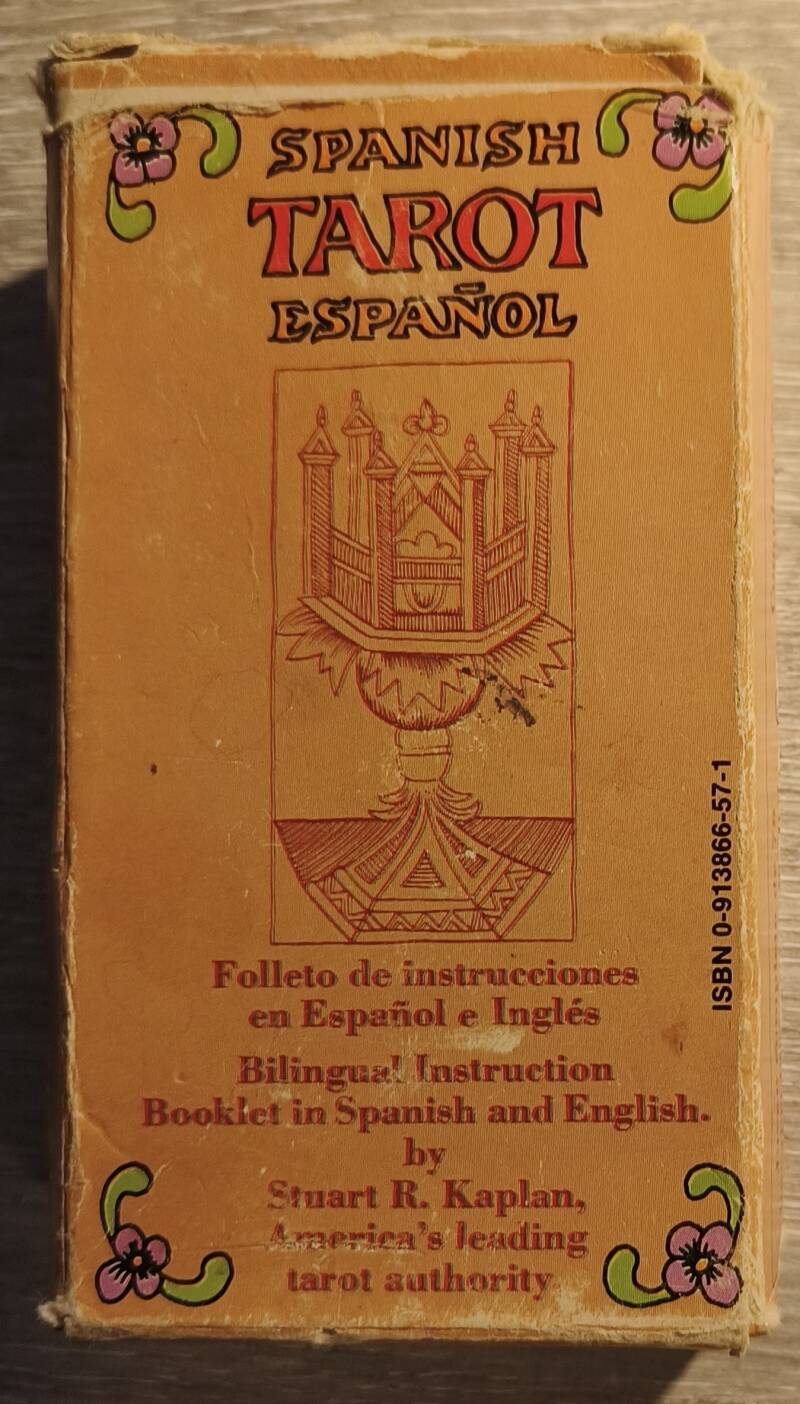 SPANISH
TAROT
ESPAÑOL
Folleto de instrucciones
en Español e Inglés
Bilingual Instruction
Booklet in Spanish and English.
by
Stuart R. Kaplan,
America's leading
tarot authority
ISBN 0-913866-57-1